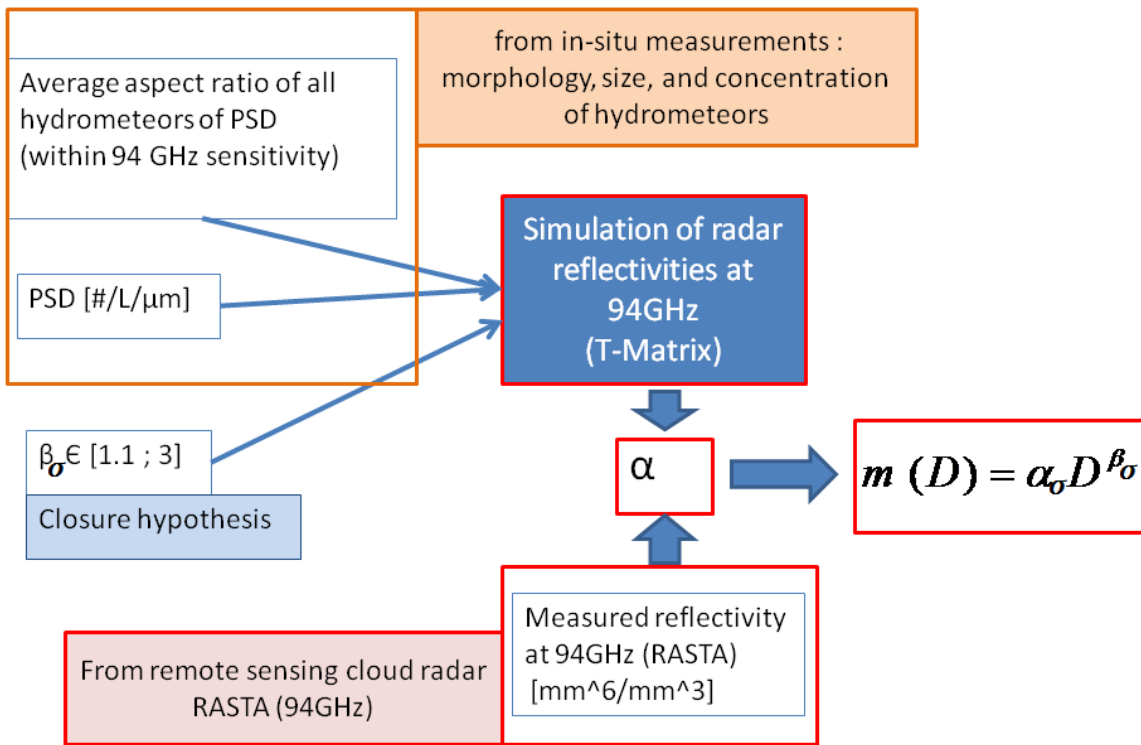 from in-situ measurements :
morphology, size, and concentration
of hydrometeors
Average aspect ratio of all
hydrometeors of PSD
(within 94 GHz sensitivity)
PSD [#/L/µm]
Simulation of radar
reflectivities at
94GHz
(T-Matrix)
βσ ϵ [1.1 ; 3]
Closure hypothesis
α
m (D) = ασD^βσ
Measured reflectivity
at 94GHz (RASTA)
[mm^6/mm^3]
From remote sensing cloud radar
RASTA (94GHz)